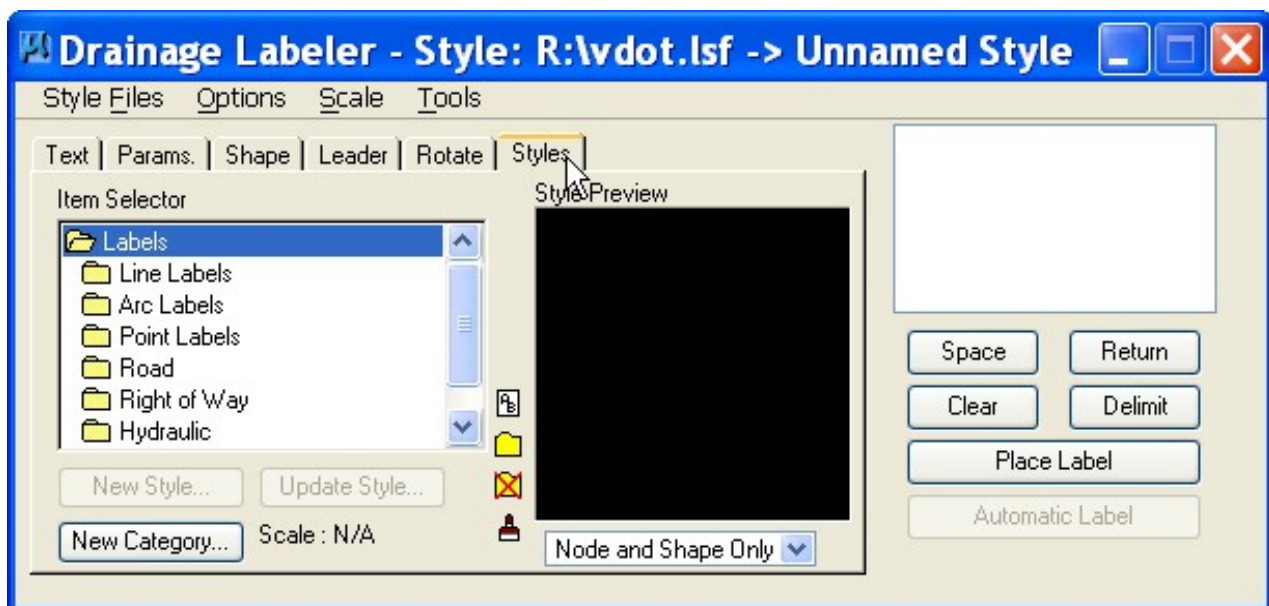 Drainage Labeler - Style: R:\vdot.lsf -> Unnamed Style
Style Files Options Scale Tools
Text Params. Shape Leader Rotate Styles
Item Selector
Labels
Line Labels
Arc Labels
Point Labels
Road
Right of Way
Hydraulic
New Style... Update Style...
New Category... Scale : N/A
Style Preview
Node and Shape Only
Space Return
Clear Delimit
Place Label
Automatic Label